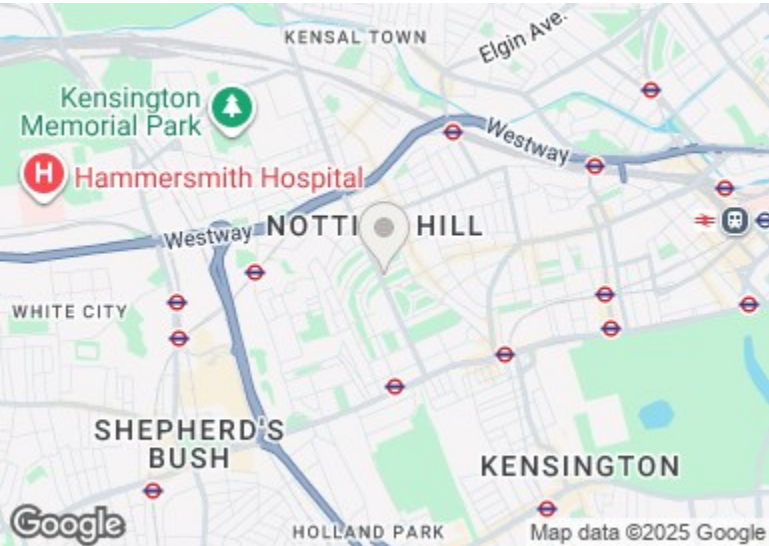 KENSAL TOWN
Elgin Ave.
Kensington
Memorial Park
Westway
H Hammersmith Hospital
Westway
NOTTI HILL
WHITE CITY
SHEPHERD'S
BUSH
KENSINGTON
Google
HOLLAND PARK
Map data ©2025 Google